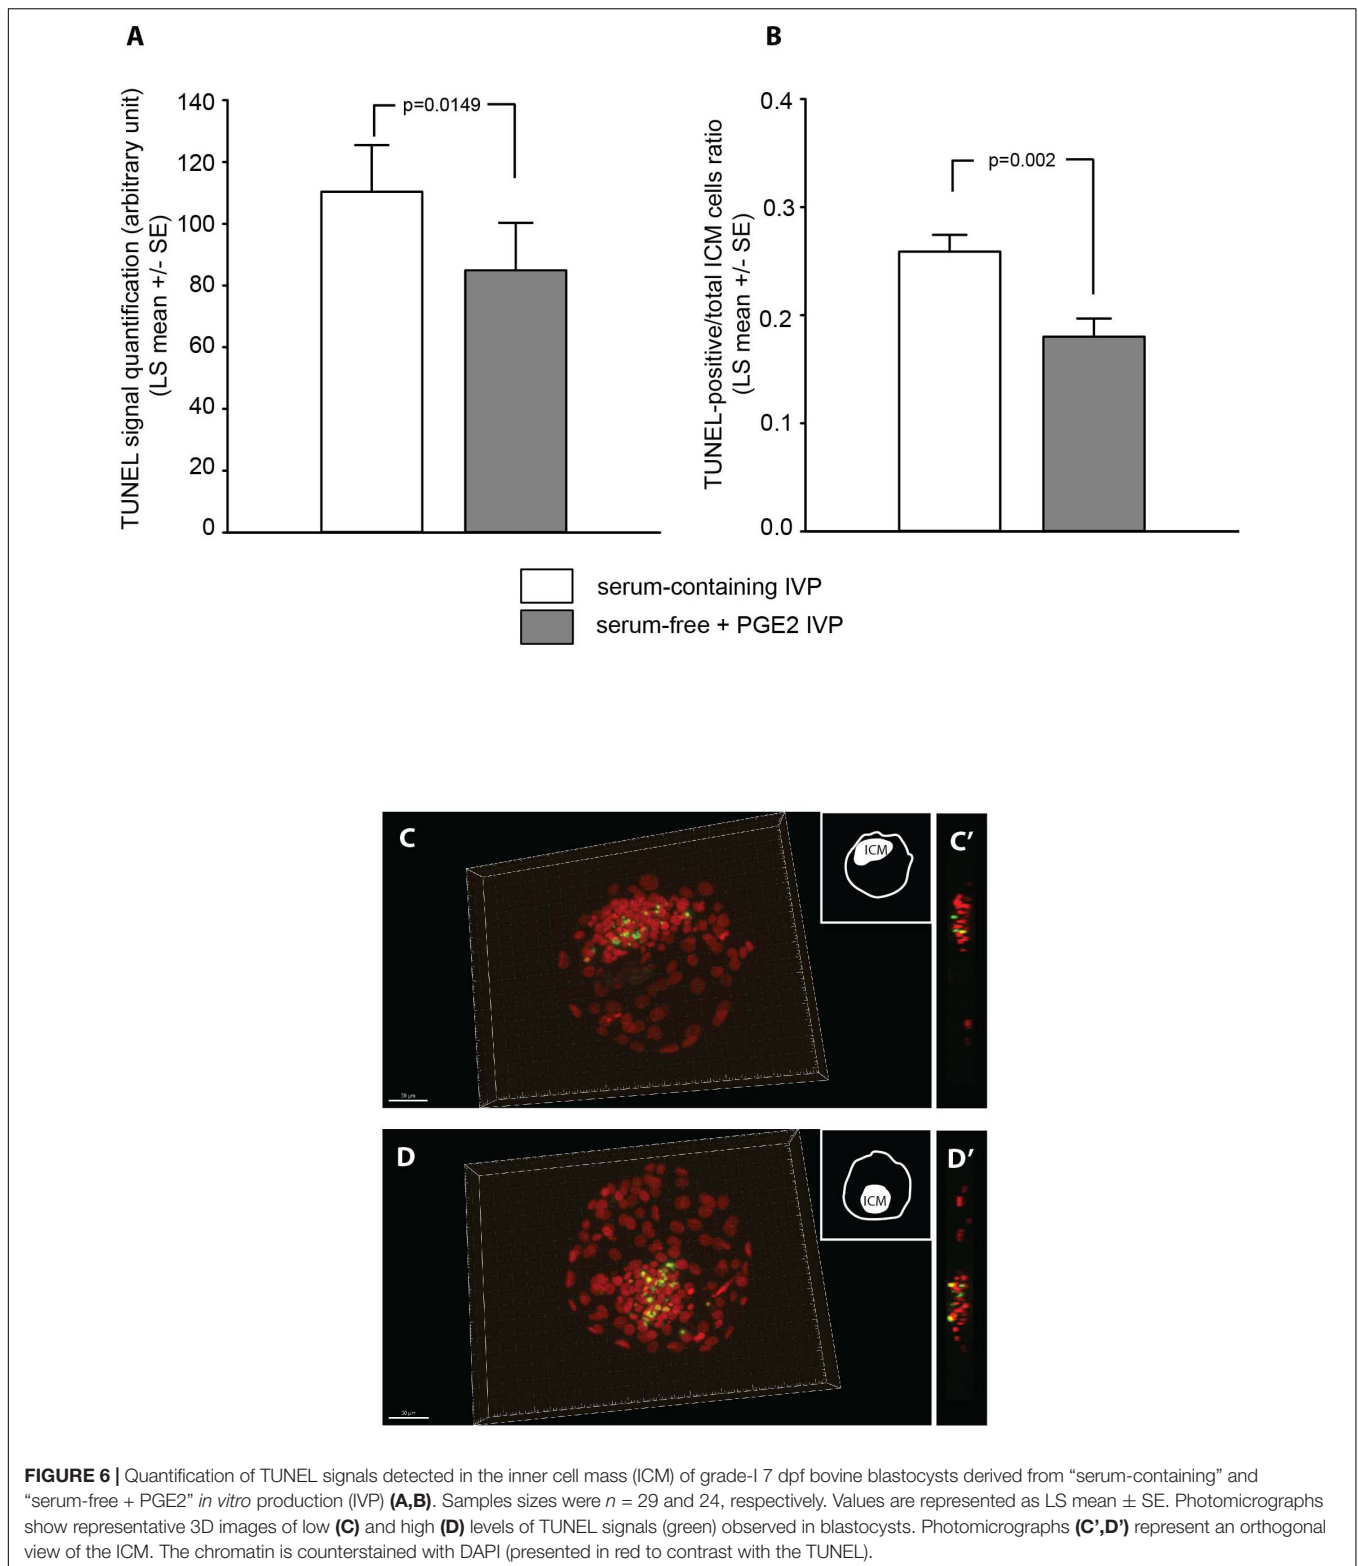 A
B
140
120
100
80
60
40
20
0
TUNEL signal quantification (arbitrary unit)
(LS mean +/- SE)
p=0.0149
0.4
0.3
0.2
0.1
0.0
TUNEL-positive/total ICM cells ratio
(LS mean +/- SE)
p=0.002
serum-containing IVP
serum-free + PGE2 IVP
C
ICM
C’
D
ICM
D’
FIGURE 6 | Quantification of TUNEL signals detected in the inner cell mass (ICM) of grade-I 7 dpf bovine blastocysts derived from “serum-containing” and
“serum-free + PGE2” in vitro production (IVP) (A,B). Samples sizes were n = 29 and 24, respectively. Values are represented as LS mean ± SE. Photomicrographs
show representative 3D images of low (C) and high (D) levels of TUNEL signals (green) observed in blastocysts. Photomicrographs (C’,D’) represent an orthogonal
view of the ICM. The chromatin is counterstained with DAPI (presented in red to contrast with the TUNEL).